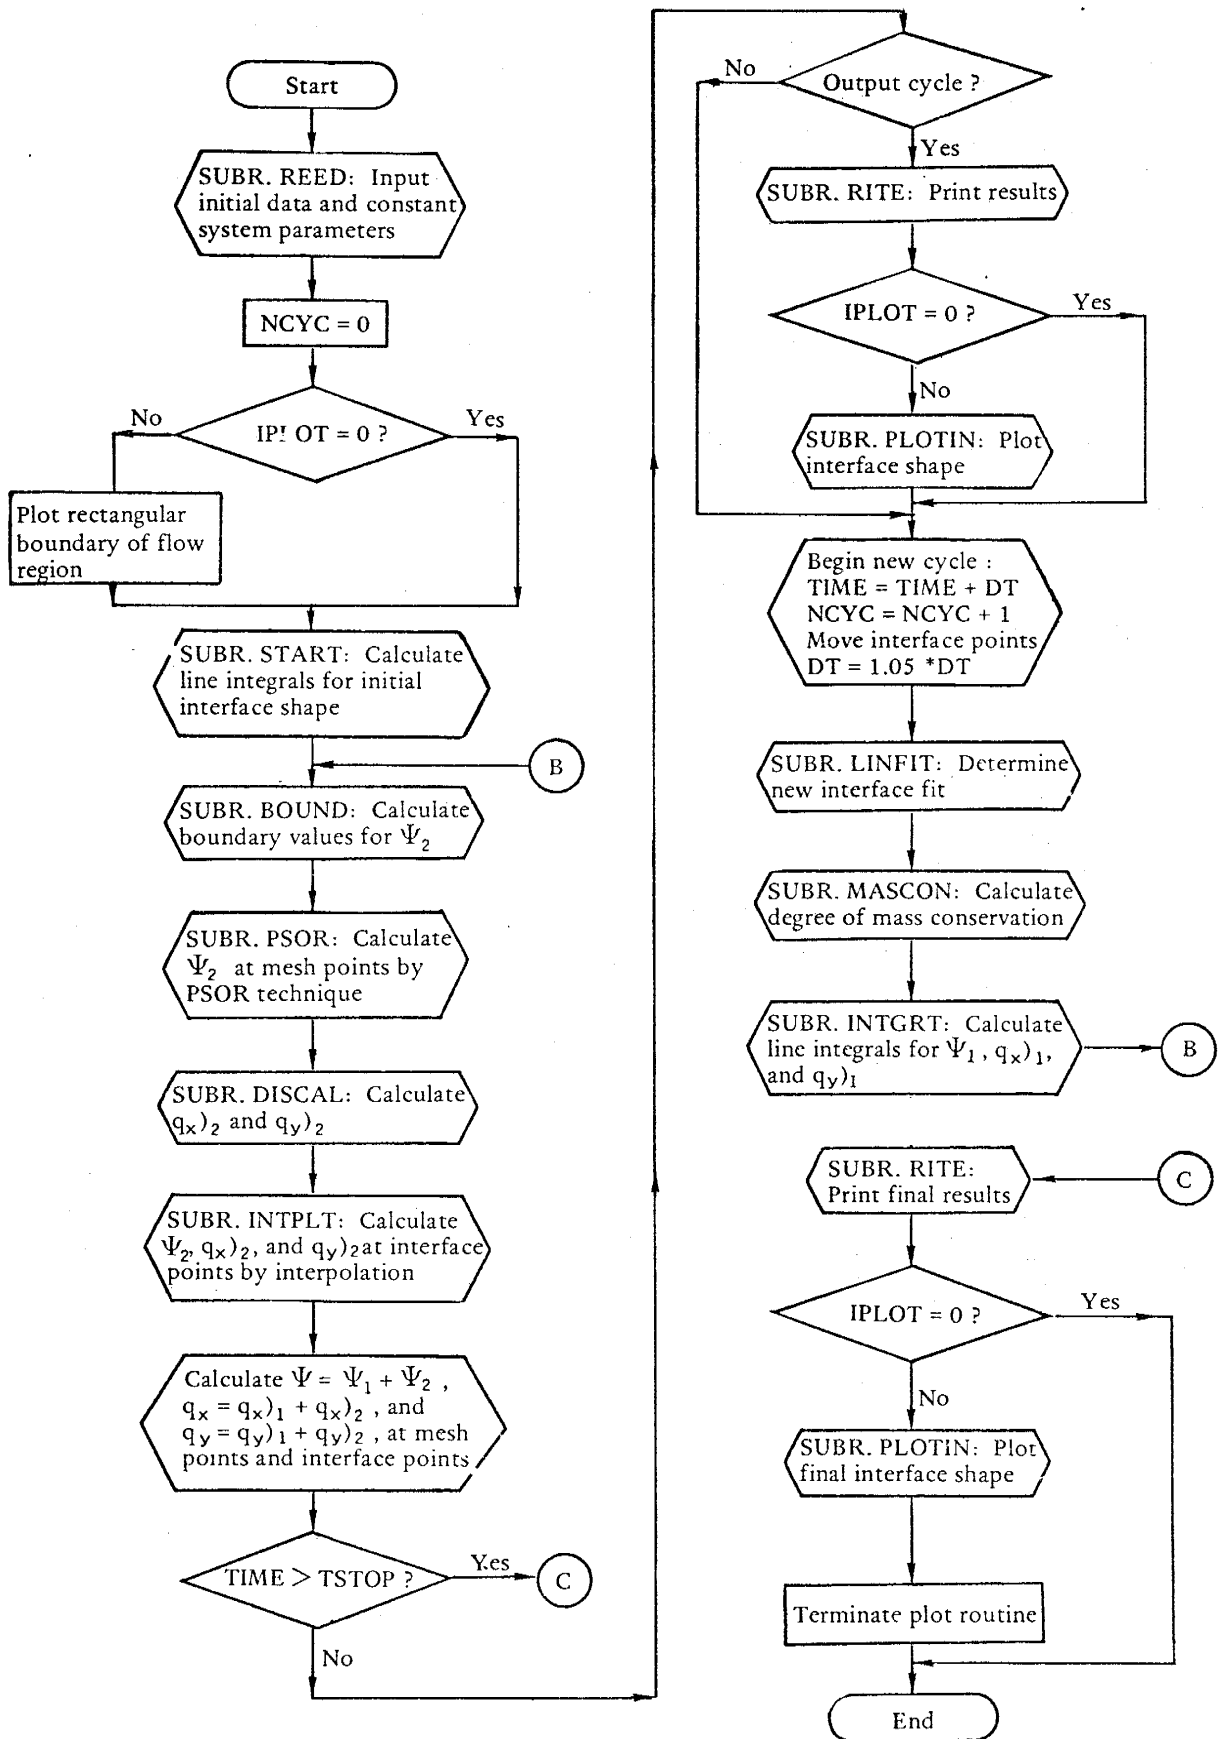 Start
SUBR. REED: Input
initial data and constant
system parameters
NCYC = 0
No
IPLOT = 0 ?
Yes
Plot rectangular
boundary of flow
region
SUBR. START: Calculate
line integrals for initial
interface shape
B
SUBR. BOUND: Calculate
boundary values for Ψ₂
SUBR. PSOR: Calculate
Ψ₂ at mesh points by
PSOR technique
SUBR. DISCAL: Calculate
qₓ)₂ and q_y)₂
SUBR. INTPLT: Calculate
Ψ₂, qₓ)₂, and q_y)₂ at interface
points by interpolation
Calculate Ψ = Ψ₁ + Ψ₂ ,
qₓ = qₓ)₁ + qₓ)₂ , and
q_y = q_y)₁ + q_y)₂ , at mesh
points and interface points
TIME > TSTOP ?
Yes
C
No
Output cycle ?
No
Yes
SUBR. RITE: Print results
IPLOT = 0 ?
Yes
No
SUBR. PLOTIN: Plot
interface shape
Begin new cycle :
TIME = TIME + DT
NCYC = NCYC + 1
Move interface points
DT = 1.05 *DT
SUBR. LINFIT: Determine
new interface fit
SUBR. MASCON: Calculate
degree of mass conservation
SUBR. INTGRT: Calculate
line integrals for Ψ₁ , qₓ)₁,
and q_y)₁
B
SUBR. RITE:
Print final results
C
IPLOT = 0 ?
Yes
No
SUBR. PLOTIN: Plot
final interface shape
Terminate plot routine
End